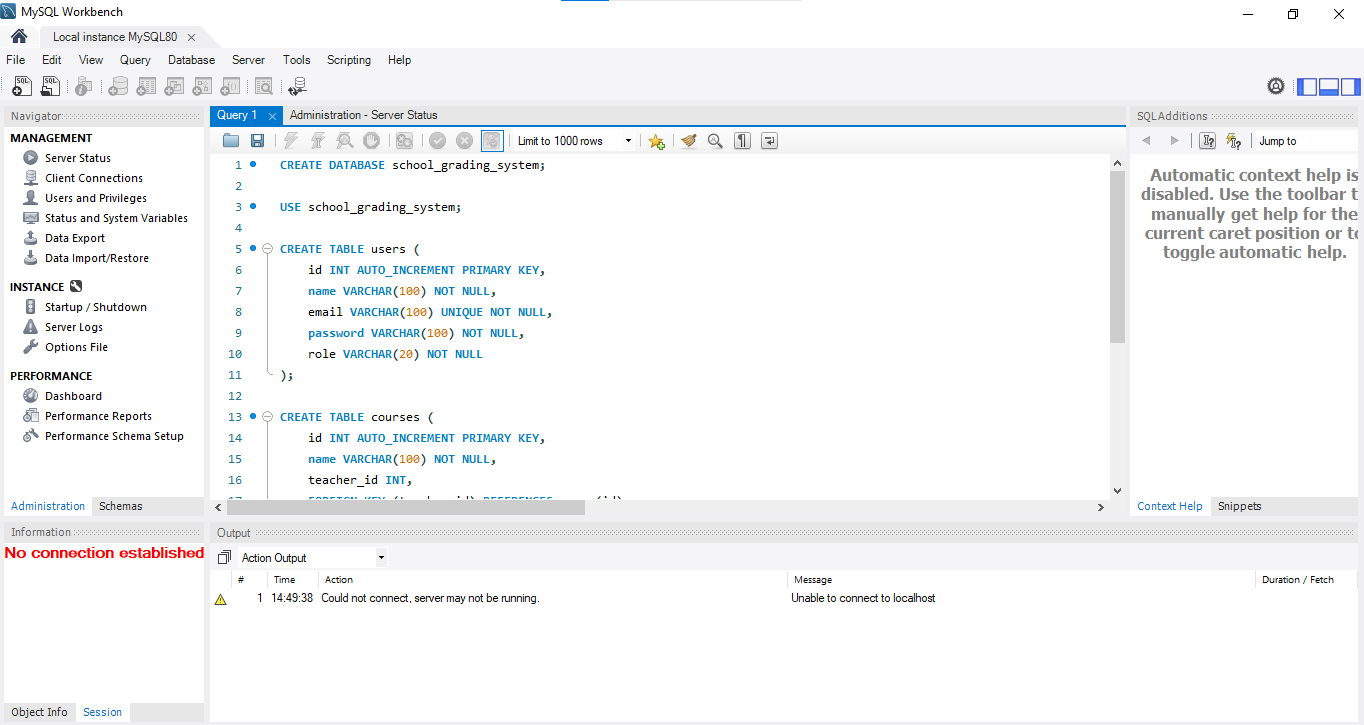 MySQL Workbench
Local instance MySQL80
File Edit View Query Database Server Tools Scripting Help
Navigator
MANAGEMENT
Server Status
Client Connections
Users and Privileges
Status and System Variables
Data Export
Data Import/Restore
INSTANCE
Startup / Shutdown
Server Logs
Options File
PERFORMANCE
Dashboard
Performance Reports
Performance Schema Setup
Administration Schemas
Information
No connection established
Object Info Session
Query 1 Administration - Server Status
Limit to 1000 rows
1 CREATE DATABASE school_grading_system;
2
3 USE school_grading_system;
4
5 CREATE TABLE users (
6 id INT AUTO_INCREMENT PRIMARY KEY,
7 name VARCHAR(100) NOT NULL,
8 email VARCHAR(100) UNIQUE NOT NULL,
9 password VARCHAR(100) NOT NULL,
10 role VARCHAR(20) NOT NULL
11 );
12
13 CREATE TABLE courses (
14 id INT AUTO_INCREMENT PRIMARY KEY,
15 name VARCHAR(100) NOT NULL,
16 teacher_id INT,
Output
Action Output
# Time Action Message Duration / Fetch
1 14:49:38 Could not connect, server may not be running. Unable to connect to localhost
SQLAdditions
Jump to
Automatic context help is
disabled. Use the toolbar t
manually get help for the
current caret position or to
toggle automatic help.
Context Help Snippets